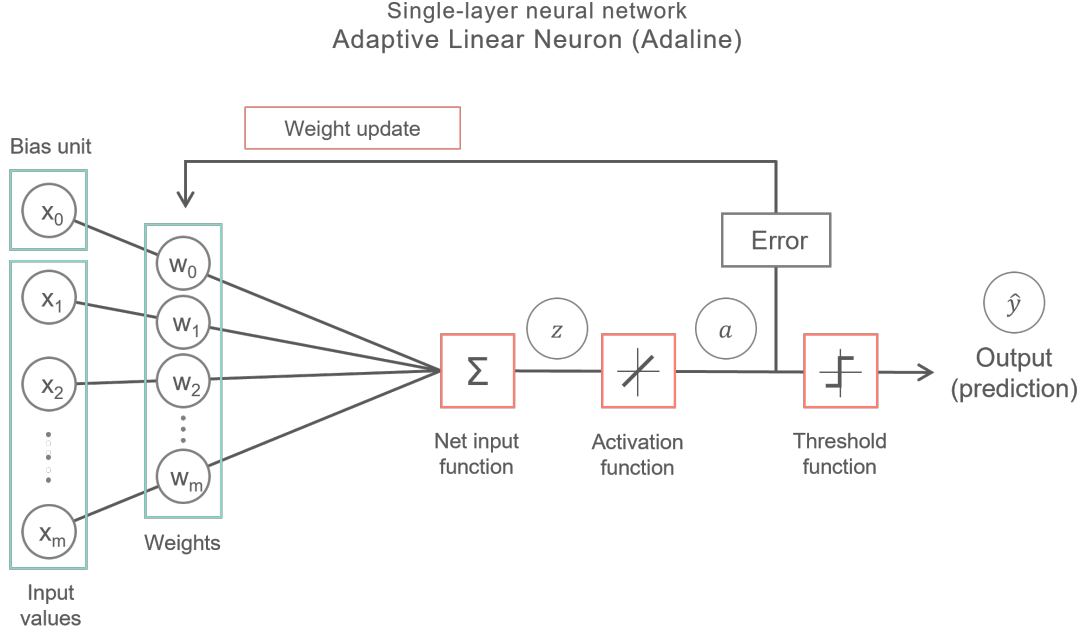 Single-layer neural network
Adaptive Linear Neuron (Adaline)
Weight update
Bias unit
x0
w0
Error
x1
w1
z
a
ŷ
x2
w2
Σ
Output
(prediction)
Net input
function
Activation
function
Threshold
function
wm
xm
Weights
Input
values